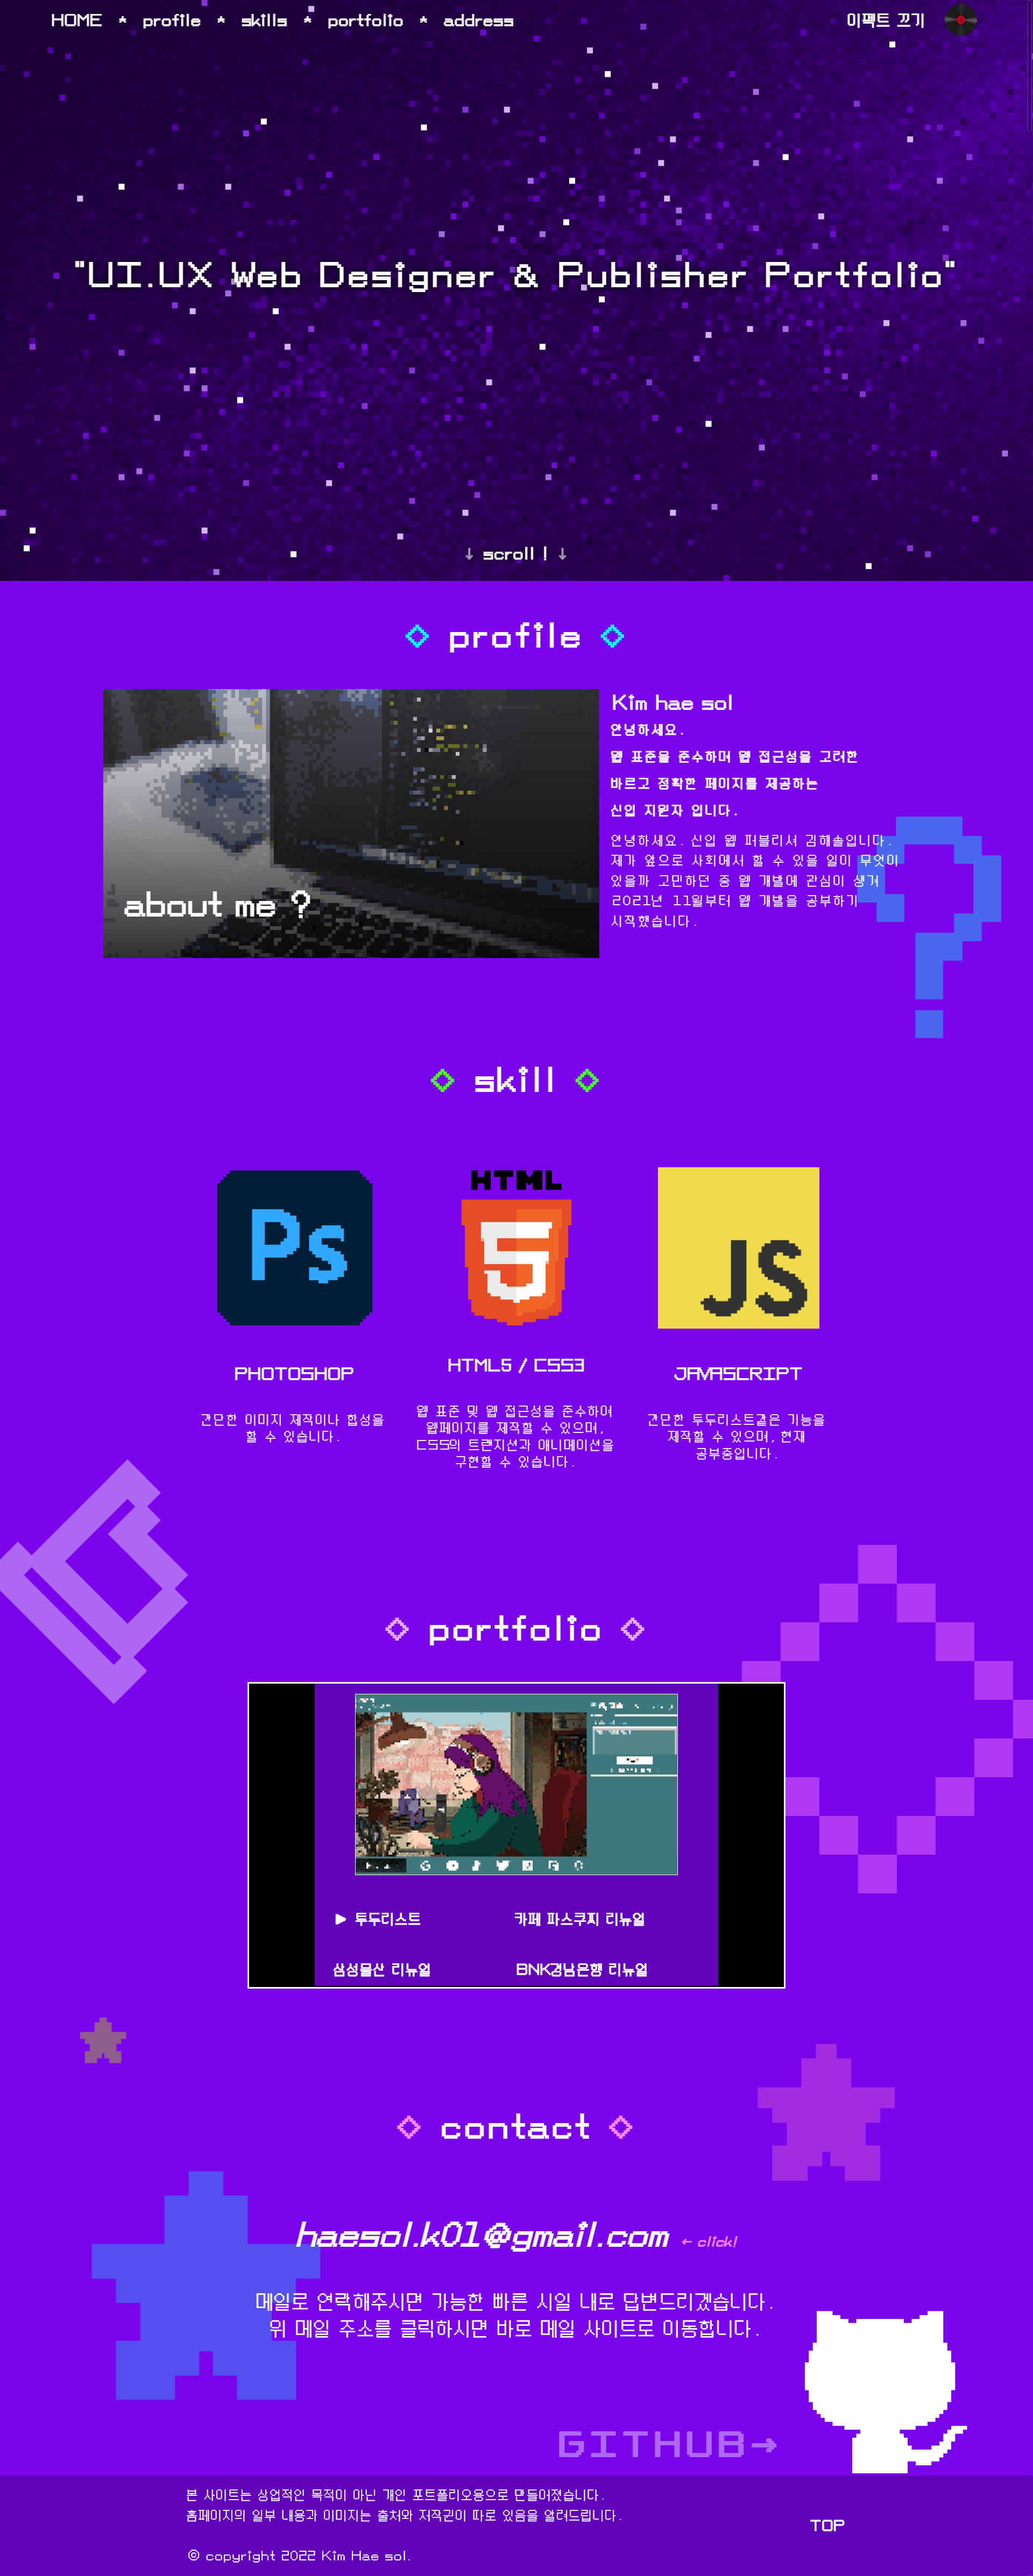 HOME * profile * skills * portfolio * address
이펙트 끄기
"UI.UX Web Designer & Publisher Portfolio"
↓ scroll ! ↓
◇ profile ◇
about me ?
Kim hae sol
안녕하세요.
웹 표준을 준수하며 웹 접근성을 고려한
바르고 정확한 페이지를 제공하는
신입 지원자 입니다.
안녕하세요. 신입 웹 퍼블리셔 김해솔입니다.
제가 앞으로 사회에서 할 수 있을 일이 무엇이
있을까 고민하던 중 웹 개발에 관심이 생겨
2021년 11월부터 웹 개발을 공부하기
시작했습니다.
?
◇ skill ◇
Ps
HTML
5
JS
PHOTOSHOP
간단한 이미지 제작이나 합성을
할 수 있습니다.
HTML5 / CSS3
웹 표준 및 웹 접근성을 준수하며
웹페이지를 제작할 수 있으며,
CSS의 트랜지션과 애니메이션을
구현할 수 있습니다.
JAVASCRIPT
간단한 투두리스트같은 기능을
제작할 수 있으며, 현재
공부중입니다.
◇ portfolio ◇
▶ 투두리스트
카페 파스쿠찌 리뉴얼
삼성물산 리뉴얼
BNK경남은행 리뉴얼
◇ contact ◇
haesol.k01@gmail.com ← click!
메일로 연락해주시면 가능한 빠른 시일 내로 답변드리겠습니다.
위 메일 주소를 클릭하시면 바로 메일 사이트로 이동합니다.
GITHUB→
본 사이트는 상업적인 목적이 아닌 개인 포트폴리오용으로 만들어졌습니다.
홈페이지의 일부 내용과 이미지는 출처와 저작권이 따로 있음을 알려드립니다.
TOP
© copyright 2022 Kim Hae sol.